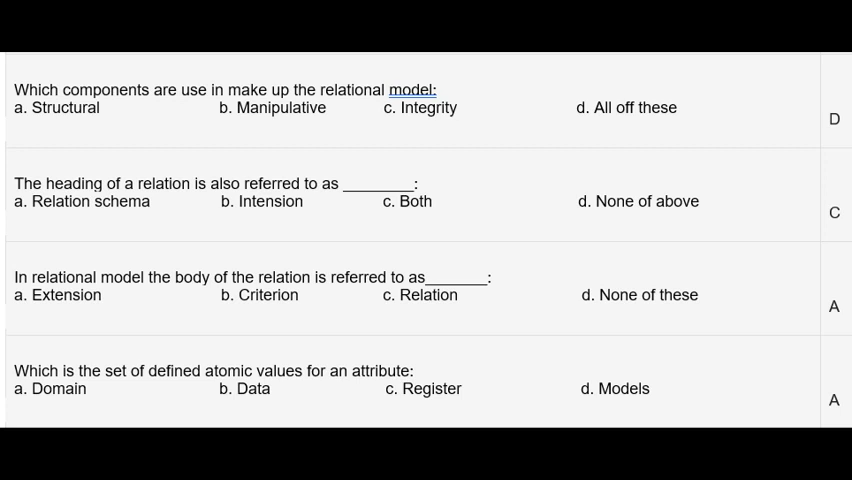 Which components are use in make up the relational model:
a. Structural b. Manipulative c. Integrity d. All off these
D
The heading of a relation is also referred to as ________:
a. Relation schema b. Intension c. Both d. None of above
C
In relational model the body of the relation is referred to as_______:
a. Extension b. Criterion c. Relation d. None of these
A
Which is the set of defined atomic values for an attribute:
a. Domain b. Data c. Register d. Models
A